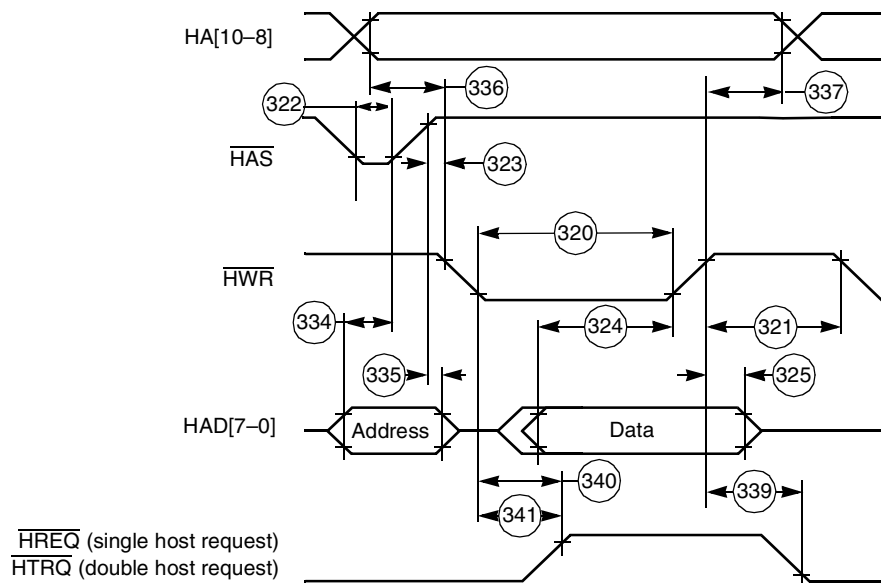 HA[10–8]
336
337
322
HAS
323
320
HWR
334
324
321
335
325
HAD[7–0]
Address
Data
340
341
339
HREQ (single host request)
HTRQ (double host request)